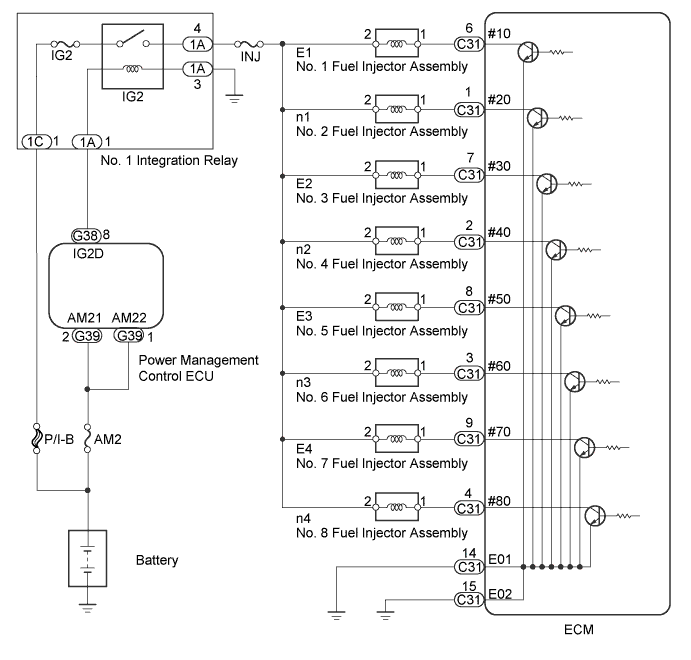 4
1A
IG2
IG2
1A
3
INJ
1C 1
1A 1
No. 1 Integration Relay
G38 8
IG2D
AM21 AM22
2 G39
G39 1
Power Management
Control ECU
P/I-B
AM2
Battery
2 1
E1
No. 1 Fuel Injector Assembly
6
C31
#10
2 1
n1
No. 2 Fuel Injector Assembly
1
C31
#20
2 1
E2
No. 3 Fuel Injector Assembly
7
C31
#30
2 1
n2
No. 4 Fuel Injector Assembly
2
C31
#40
2 1
E3
No. 5 Fuel Injector Assembly
8
C31
#50
2 1
n3
No. 6 Fuel Injector Assembly
3
C31
#60
2 1
E4
No. 7 Fuel Injector Assembly
9
C31
#70
2 1
n4
No. 8 Fuel Injector Assembly
4
C31
#80
14
C31
E01
15
C31
E02
ECM